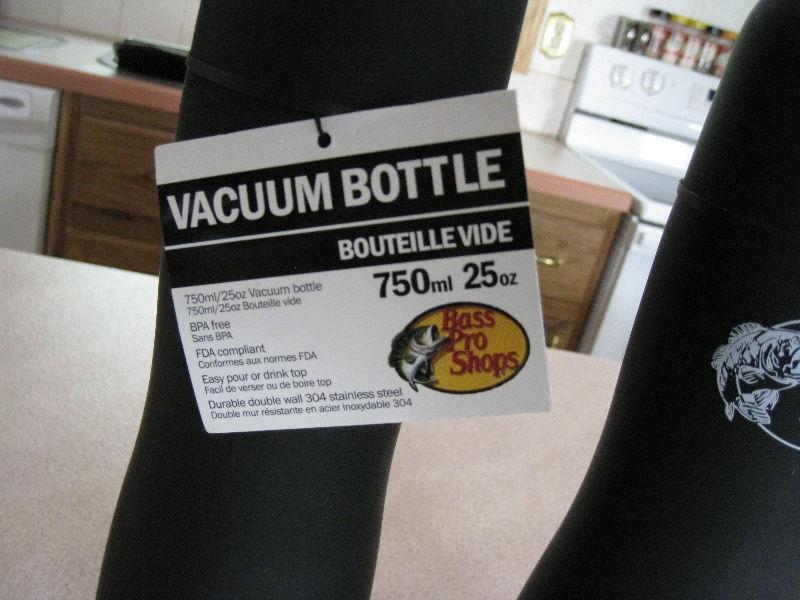 VACUUM BOTTLE
BOUTEILLE VIDE
750ml 25oz
750ml/25oz Vacuum bottle
750ml/25oz Bouteille vide
BPA free
Sans BPA
FDA compliant
Conformes aux normes FDA
Easy pour or drink top
Facil de verser ou de boire top
Durable double wall 304 stainless steel
Double mur résistante en acier inoxydable 304
Bass
Pro
Shops